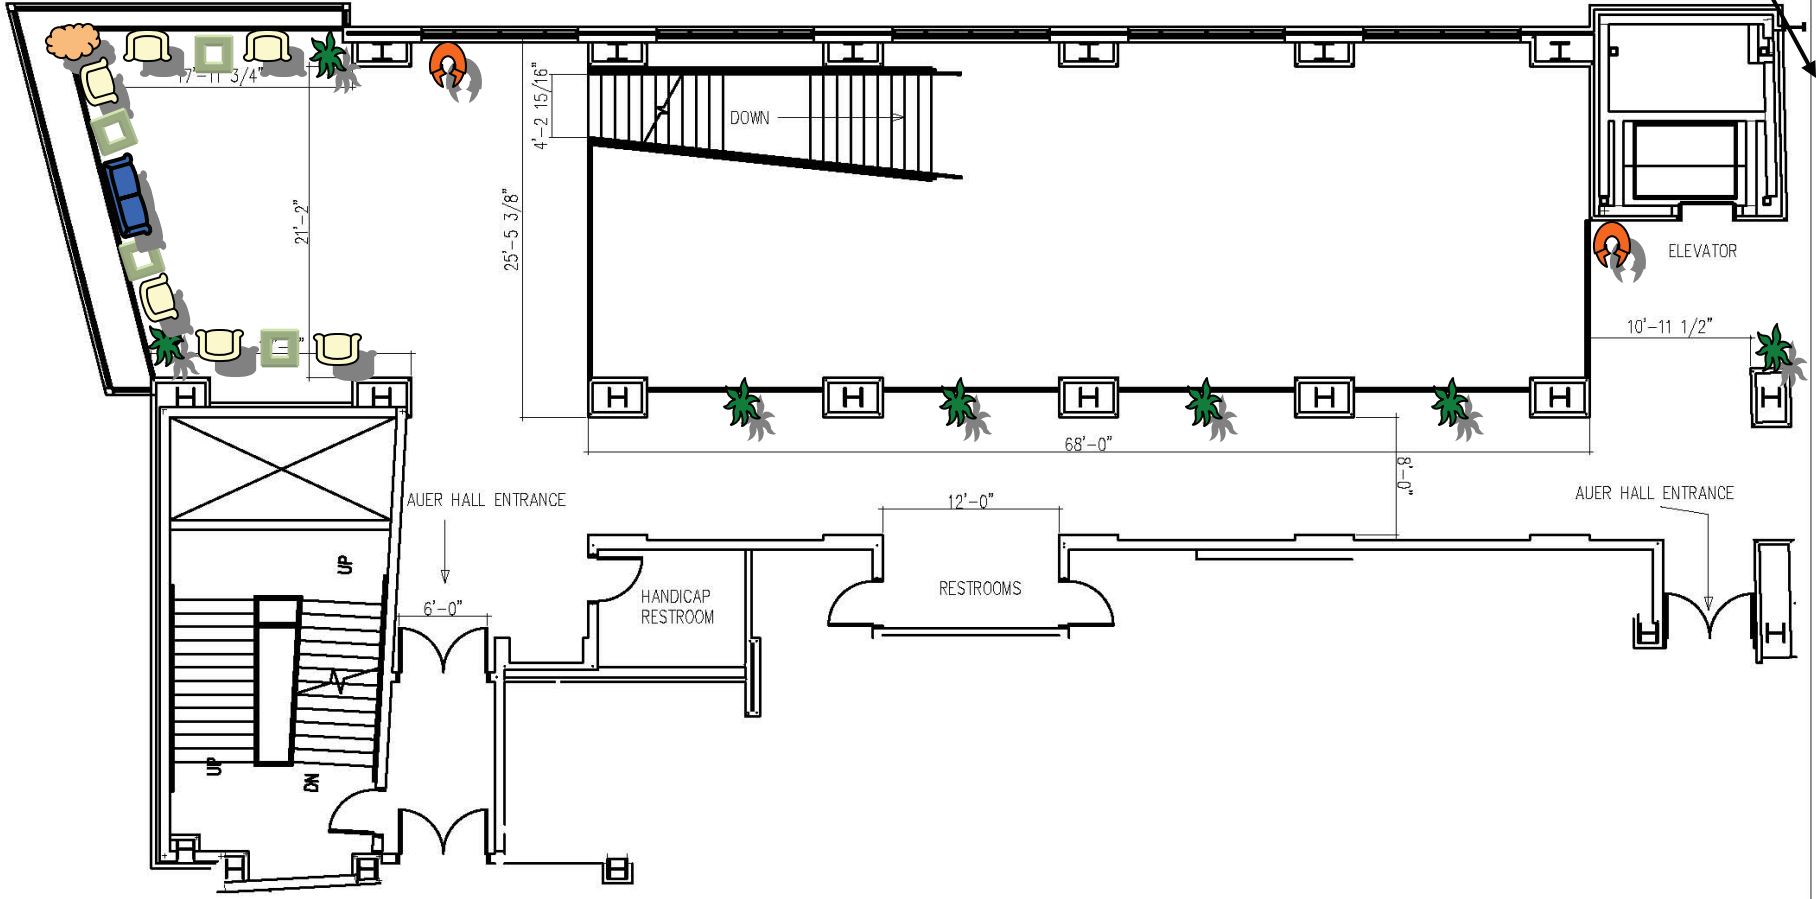 17'-11 3/4"
4'-2 15/16"
DOWN
21'-2"
25'-5 3/8"
ELEVATOR
10'-11 1/2"
68'-0"
8'-0"
AUER HALL ENTRANCE
12'-0"
AUER HALL ENTRANCE
UP
HANDICAP
RESTROOM
RESTROOMS
6'-0"
UP
DN